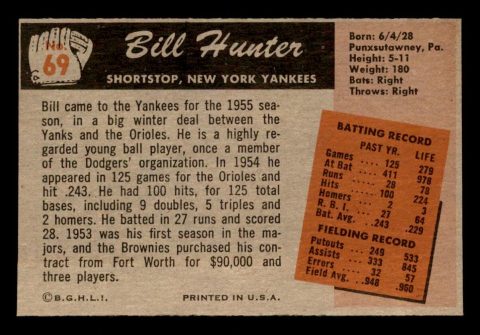 No.
69
Bill Hunter
SHORTSTOP, NEW YORK YANKEES
Born: 6/4/28
Punxsutawney, Pa.
Height: 5-11
Weight: 180
Bats: Right
Throws: Right
Bill came to the Yankees for the 1955 sea-
son, in a big winter deal between the
Yanks and the Orioles. He is a highly re-
garded young ball player, once a member
of the Dodgers' organization. In 1954 he
appeared in 125 games for the Orioles and
hit .243. He had 100 hits, for 125 total
bases, including 9 doubles, 5 triples and
2 homers. He batted in 27 runs and scored
28. 1953 was his first season in the ma-
jors, and the Brownies purchased his con-
tract from Fort Worth for $90,000 and
three players.
BATTING RECORD
PAST YR. LIFE
Games 125 279
At Bat 411 978
Runs 28 78
Hits 100 224
Homers 2 3
R. B. I. 27 64
Bat. Avg. .243 .229
FIELDING RECORD
Putouts 249 533
Assists 333 845
Errors 32 57
Field Avg. .948 .960
©B.G.H.L.I. PRINTED IN U.S.A.